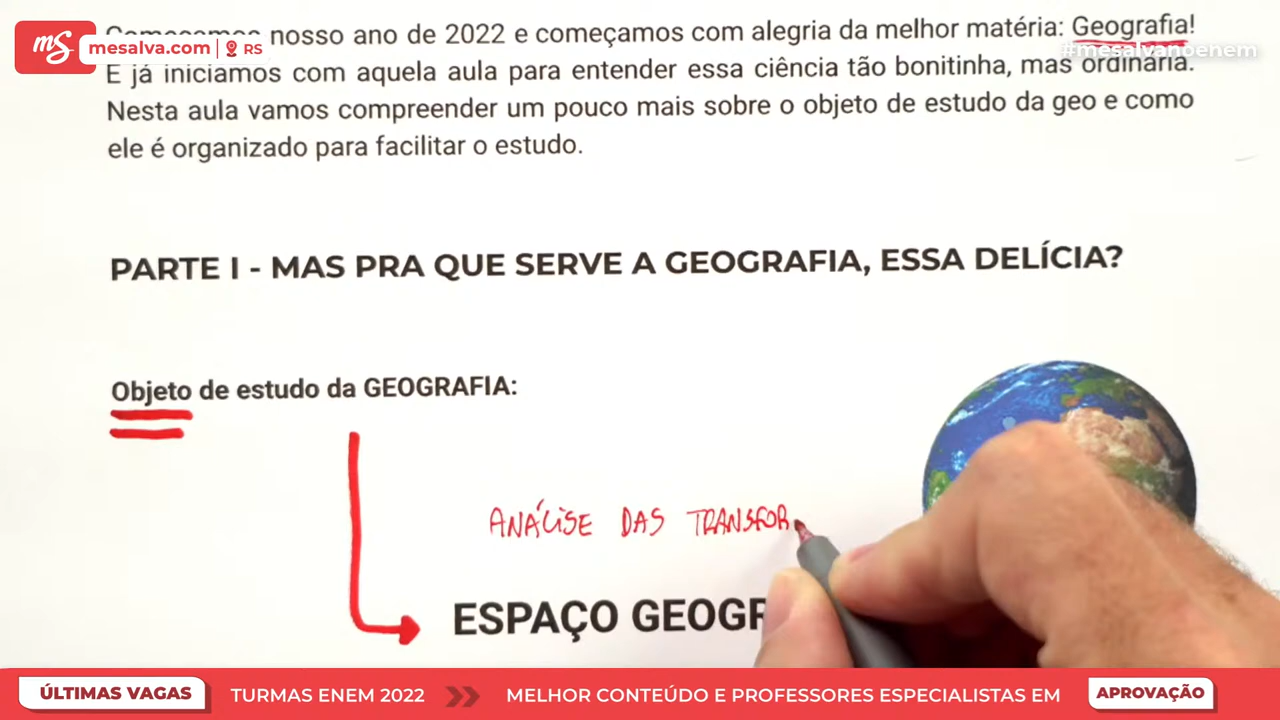 mS mesalva.com | RS
nosso ano de 2022 e começamos com alegria da melhor matéria: Geografia!
#mesalvanoenem
E já iniciamos com aquela aula para entender essa ciência tão bonitinha, mas ordinária.
Nesta aula vamos compreender um pouco mais sobre o objeto de estudo da geo e como
ele é organizado para facilitar o estudo.
PARTE I - MAS PRA QUE SERVE A GEOGRAFIA, ESSA DELÍCIA?
Objeto de estudo da GEOGRAFIA:
ANÁLISE DAS TRANSFOR
ESPAÇO GEOGR
ÚLTIMAS VAGAS TURMAS ENEM 2022 MELHOR CONTEÚDO E PROFESSORES ESPECIALISTAS EM APROVAÇÃO